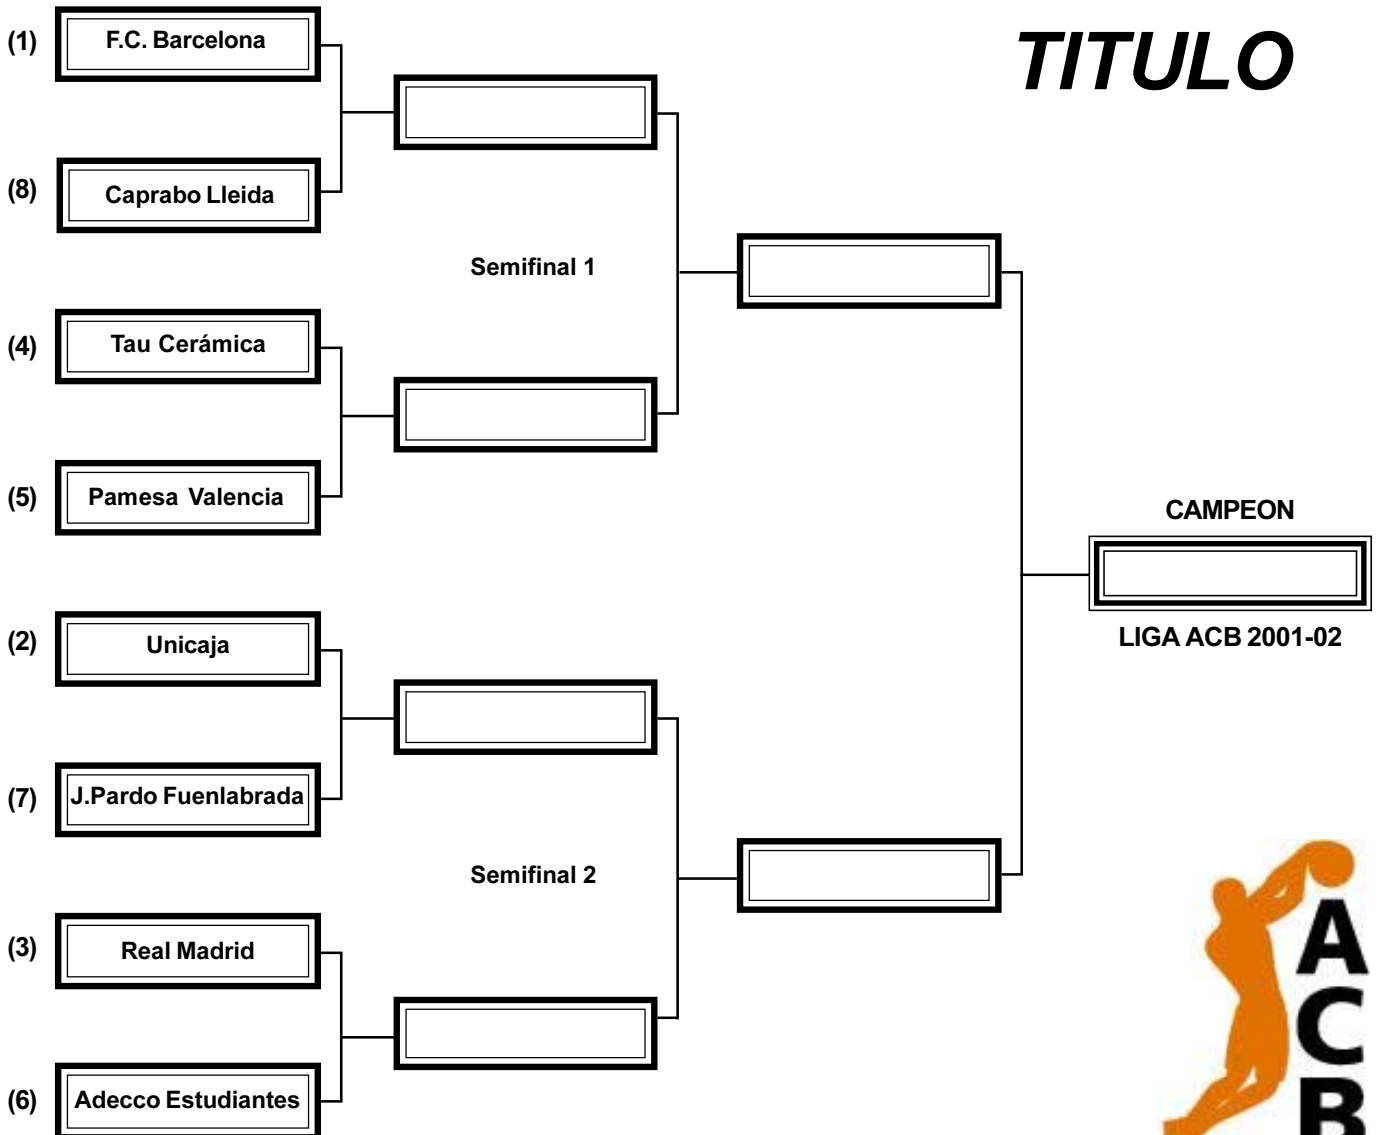 TITULO
(1) F.C. Barcelona
(8) Caprabo Lleida
Semifinal 1
(4) Tau Cerámica
(5) Pamesa Valencia
CAMPEON
LIGA ACB 2001-02
(2) Unicaja
(7) J.Pardo Fuenlabrada
Semifinal 2
(3) Real Madrid
(6) Adecco Estudiantes
A
C
B